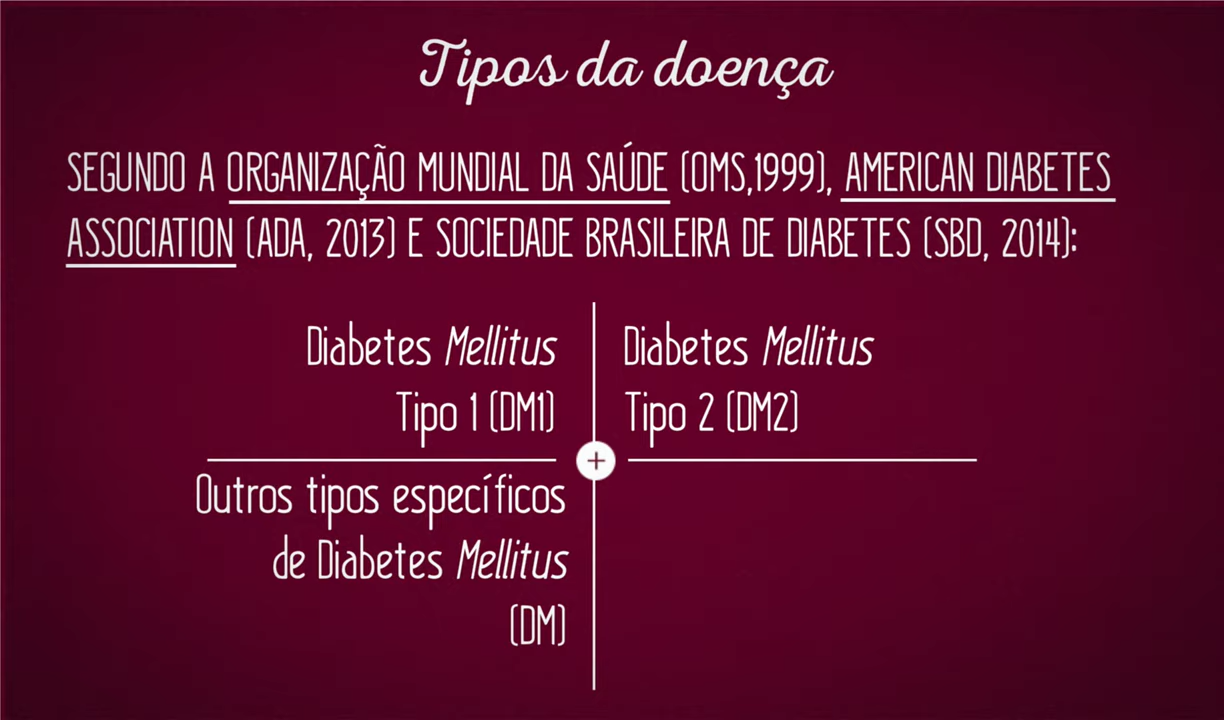 Tipos da doença
SEGUNDO A ORGANIZAÇÃO MUNDIAL DA SAÚDE (OMS,1999), AMERICAN DIABETES
ASSOCIATION (ADA, 2013) E SOCIEDADE BRASILEIRA DE DIABETES (SBD, 2014):
Diabetes Mellitus
Tipo 1 (DM1)
Diabetes Mellitus
Tipo 2 (DM2)
+
Outros tipos específicos
de Diabetes Mellitus
(DM)